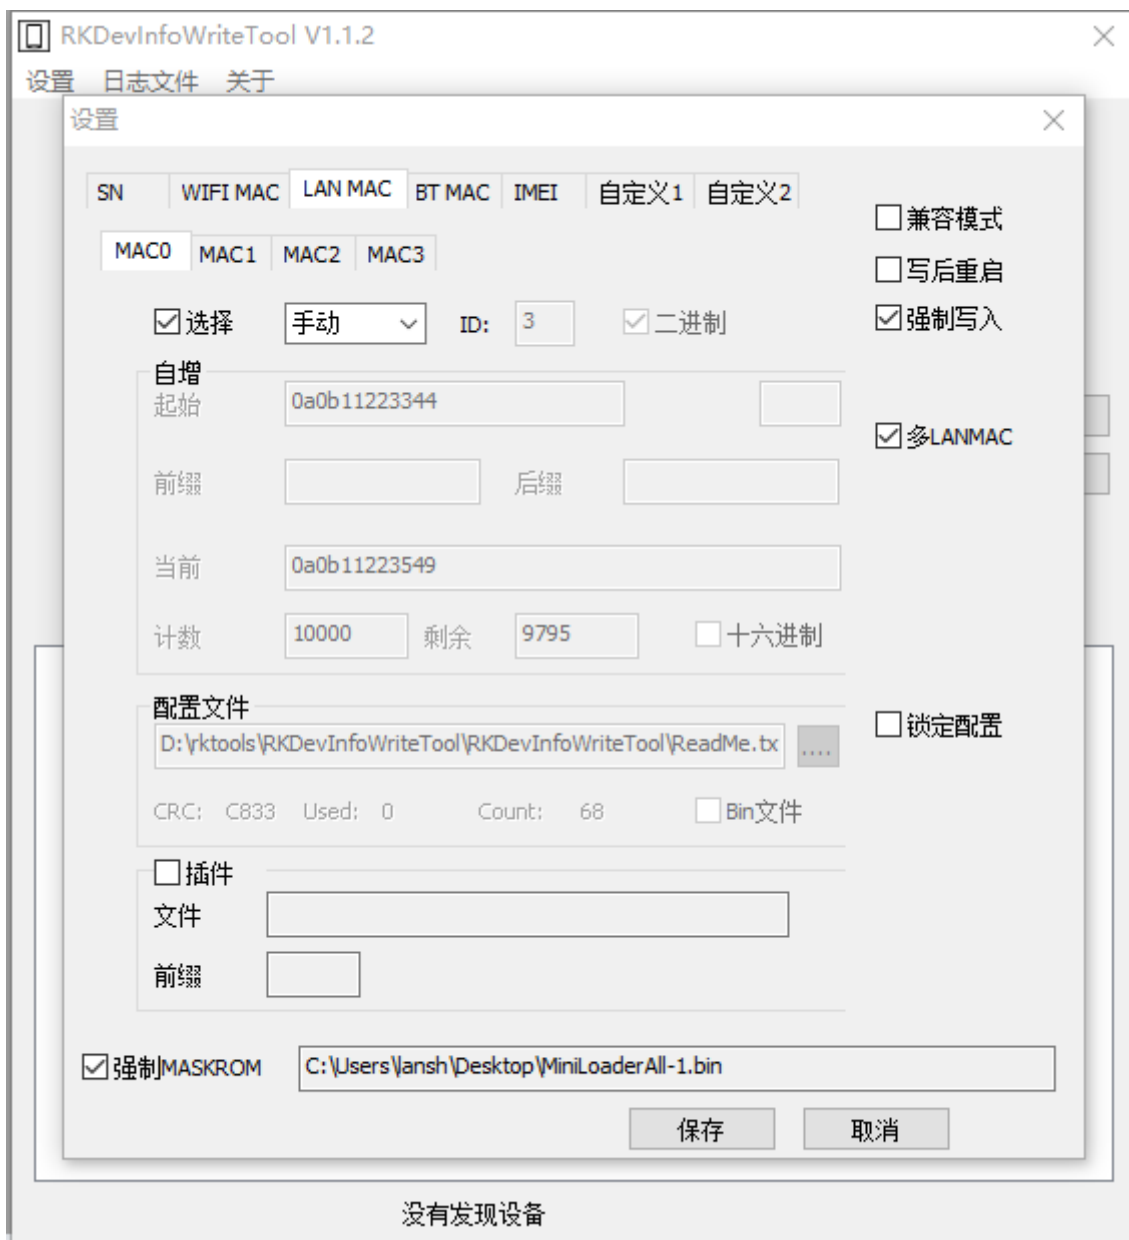 RKDevInfoWriteTool V1.1.2
设置 日志文件 关于
设置
SN WIFI MAC LAN MAC BT MAC IMEI 自定义1 自定义2
兼容模式
MAC0 MAC1 MAC2 MAC3
写后重启
选择 手动 ID: 3 二进制 强制写入
自增
起始 0a0b11223344
多LANMAC
前缀 后缀
当前 0a0b11223549
计数 10000 剩余 9795 十六进制
配置文件
锁定配置
D:\rktools\RKDevInfoWriteTool\RKDevInfoWriteTool\ReadMe.tx ....
CRC: C833 Used: 0 Count: 68 Bin文件
插件
文件
前缀
强制MASKROM C:\Users\lansh\Desktop\MiniLoaderAll-1.bin
保存 取消
没有发现设备